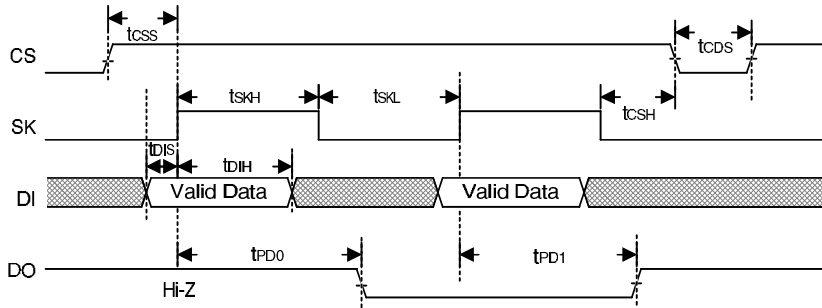 tCSS
tCDS
CS
tSKH
tSKL
tCSH
SK
tDIS
tDIH
DI
Valid Data
Valid Data
tPD0
tPD1
DO
Hi-Z